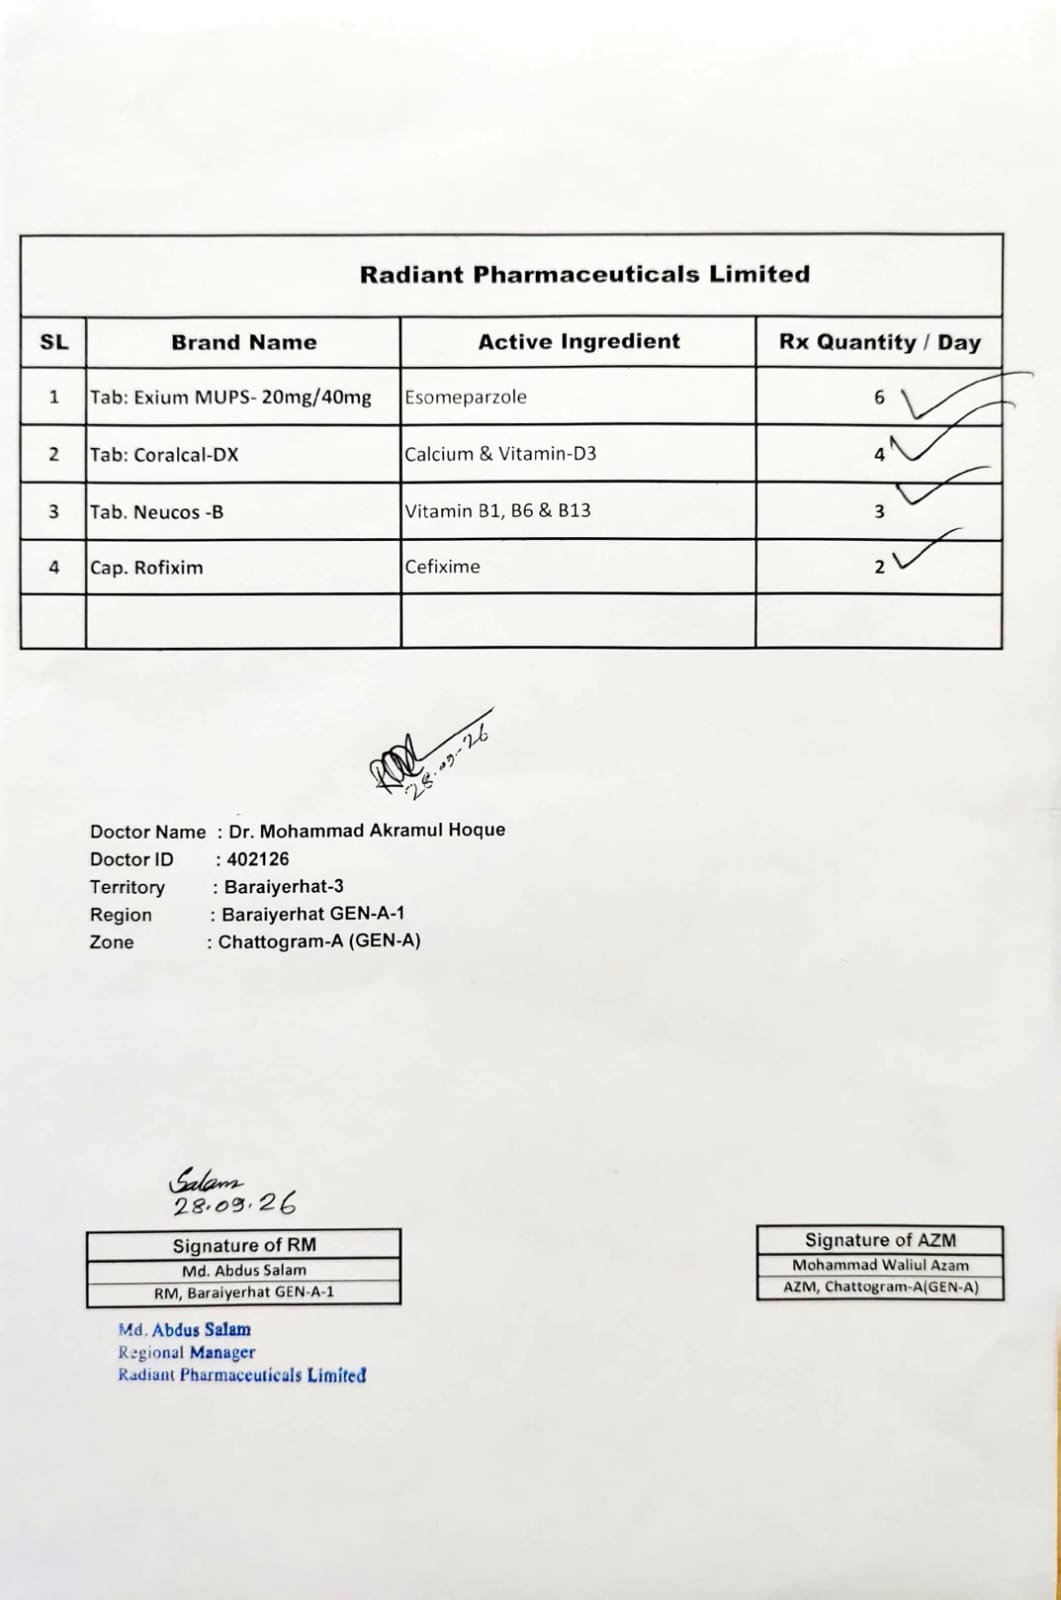 Radiant Pharmaceuticals Limited
SL Brand Name Active Ingredient Rx Quantity / Day
1 Tab: Exium MUPS- 20mg/40mg Esomeparzole 6
2 Tab: Coralcal-DX Calcium & Vitamin-D3 4
3 Tab. Neucos -B Vitamin B1, B6 & B13 3
4 Cap. Rofixim Cefixime 2
28.09.26
Doctor Name : Dr. Mohammad Akramul Hoque
Doctor ID : 402126
Territory : Baraiyerhat-3
Region : Baraiyerhat GEN-A-1
Zone : Chattogram-A (GEN-A)
Salam
28.09.26
Signature of RM
Md. Abdus Salam
RM, Baraiyerhat GEN-A-1
Signature of AZM
Mohammad Waliul Azam
AZM, Chattogram-A(GEN-A)
Md. Abdus Salam
Regional Manager
Radiant Pharmaceuticals Limited